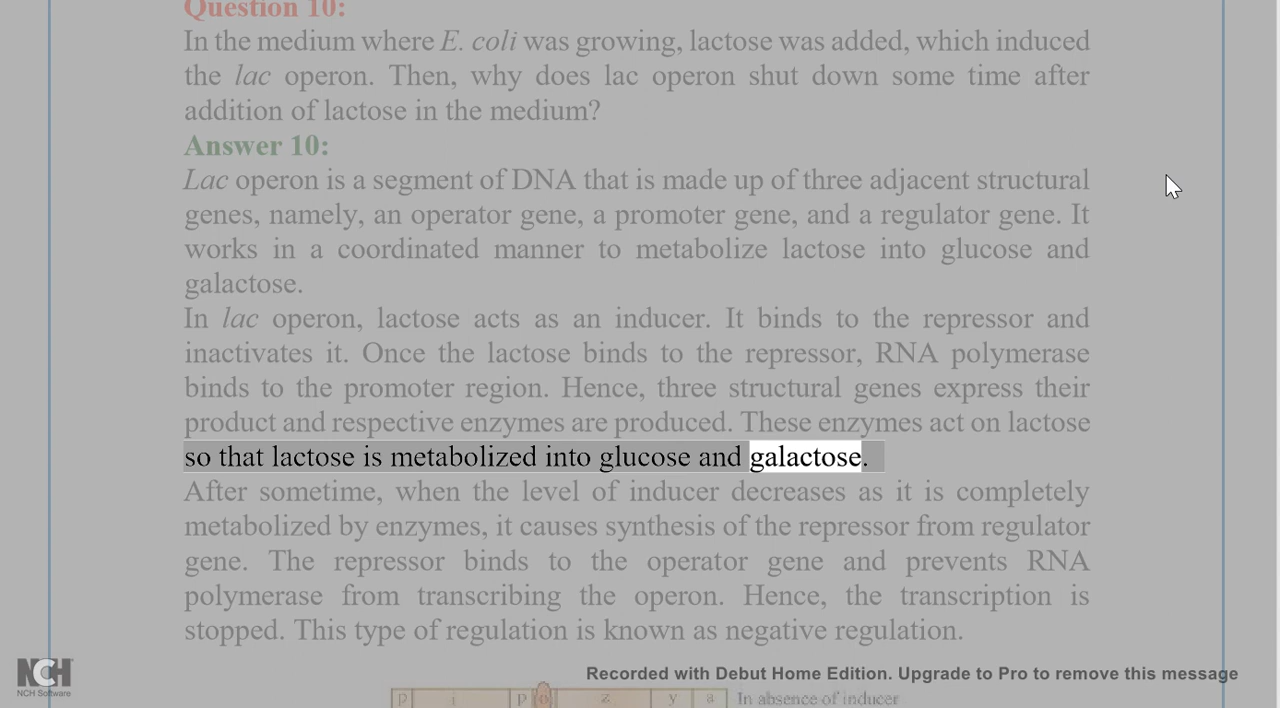 Question 10:
In the medium where E. coli was growing, lactose was added, which induced
the lac operon. Then, why does lac operon shut down some time after
addition of lactose in the medium?
Answer 10:
Lac operon is a segment of DNA that is made up of three adjacent structural
genes, namely, an operator gene, a promoter gene, and a regulator gene. It
works in a coordinated manner to metabolize lactose into glucose and
galactose.
In lac operon, lactose acts as an inducer. It binds to the repressor and
inactivates it. Once the lactose binds to the repressor, RNA polymerase
binds to the promoter region. Hence, three structural genes express their
product and respective enzymes are produced. These enzymes act on lactose
so that lactose is metabolized into glucose and galactose.
After sometime, when the level of inducer decreases as it is completely
metabolized by enzymes, it causes synthesis of the repressor from regulator
gene. The repressor binds to the operator gene and prevents RNA
polymerase from transcribing the operon. Hence, the transcription is
stopped. This type of regulation is known as negative regulation.
NCH
NCH Software
Recorded with Debut Home Edition. Upgrade to Pro to remove this message
p i p o z y a In absence of inducer